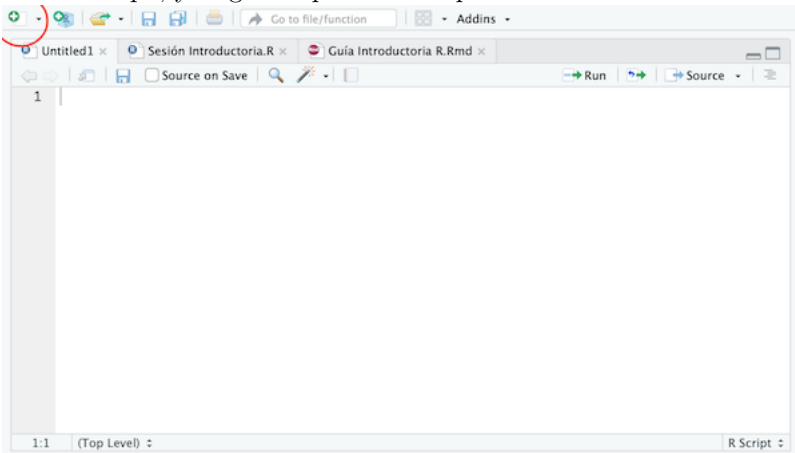 Go to file/function Addins
Untitled1 × Sesión Introductoria.R × Guía Introductoria R.Rmd ×
Source on Save Run Source
1
1:1 (Top Level) R Script